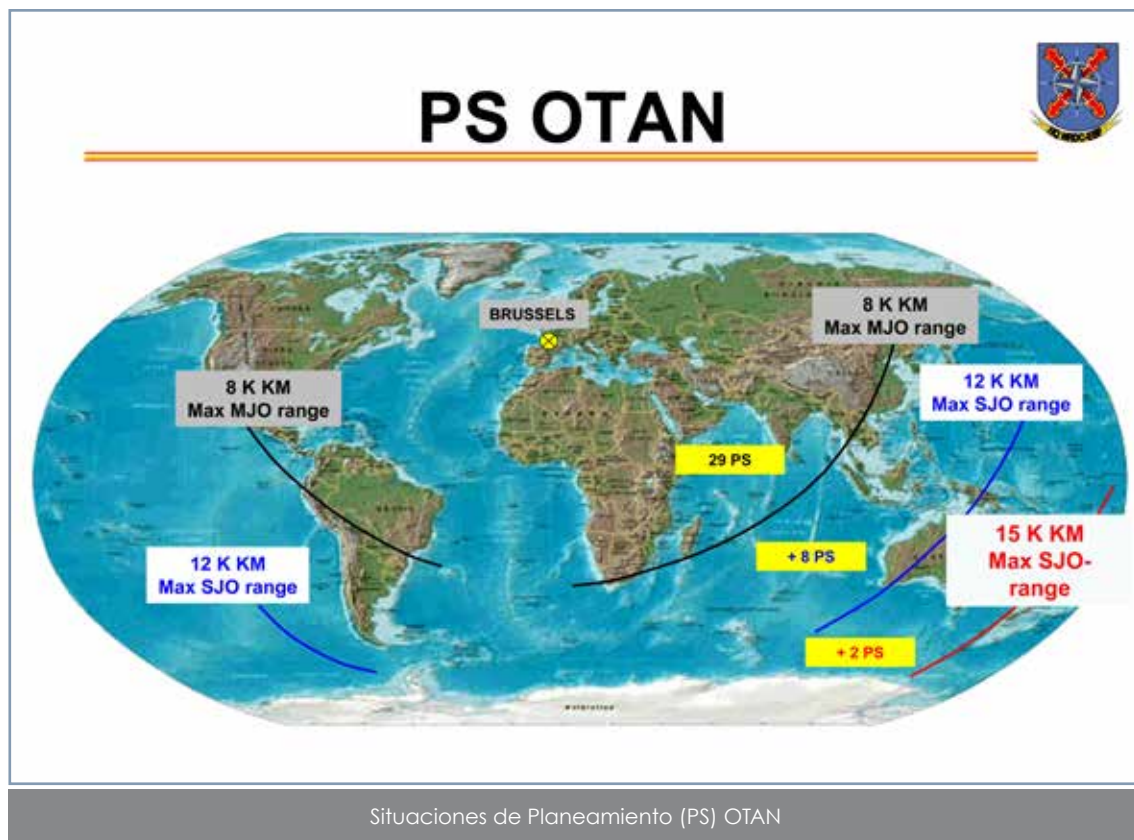 PS OTAN
BRUSSELS
8 K KM
Max MJO range
8 K KM
Max MJO range
12 K KM
Max SJO range
29 PS
+ 8 PS
12 K KM
Max SJO range
15 K KM
Max SJO-
range
+ 2 PS
Situaciones de Planeamiento (PS) OTAN